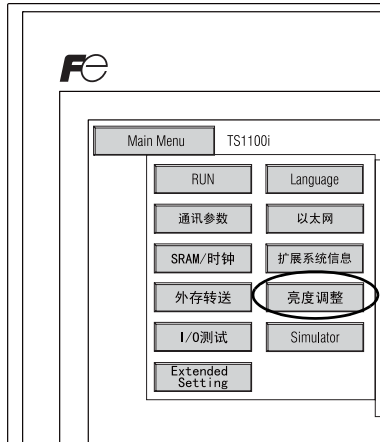 Fe
Main Menu TS1100i
RUN Language
通讯参数 以太网
SRAM/时钟 扩展系统信息
外存转送 亮度调整
I/O测试 Simulator
Extended
Setting